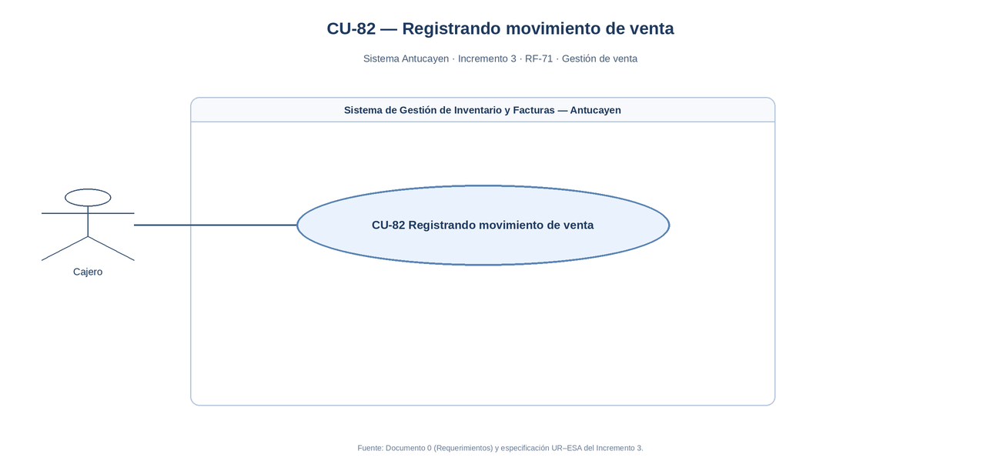 CU-82 — Registrando movimiento de venta
Sistema Antucayen · Incremento 3 · RF-71 · Gestión de venta
Sistema de Gestión de Inventario y Facturas — Antucayen
CU-82 Registrando movimiento de venta
Cajero
Fuente: Documento 0 (Requerimientos) y especificación UR–ESA del Incremento 3.